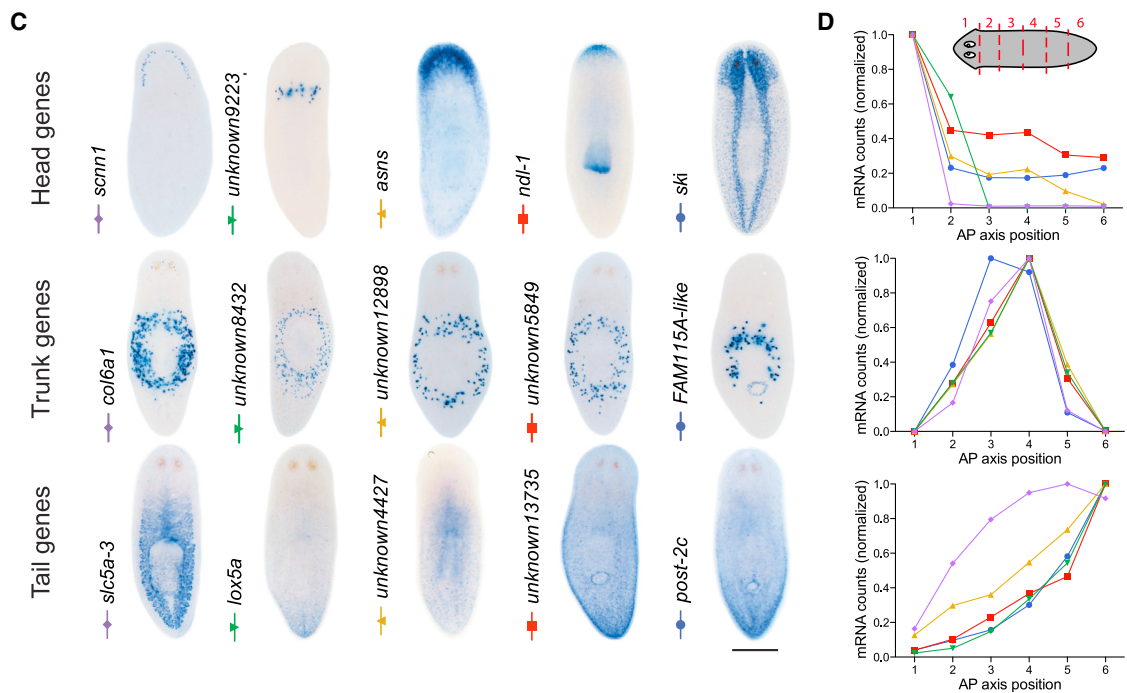 C
Head genes
scnn1
unknown9223
asns
ndl-1
ski
Trunk genes
col6a1
unknown8432
unknown12898
unknown5849
FAM115A-like
Tail genes
slc5a-3
lox5a
unknown4427
unknown13735
post-2c
D
1 2 3 4 5 6
mRNA counts (normalized)
1.0
0.8
0.6
0.4
0.2
0.0
1 2 3 4 5 6
AP axis position
mRNA counts (normalized)
1.0
0.8
0.6
0.4
0.2
0.0
1 2 3 4 5 6
AP axis position
mRNA counts (normalized)
1.0
0.8
0.6
0.4
0.2
0.0
1 2 3 4 5 6
AP axis position